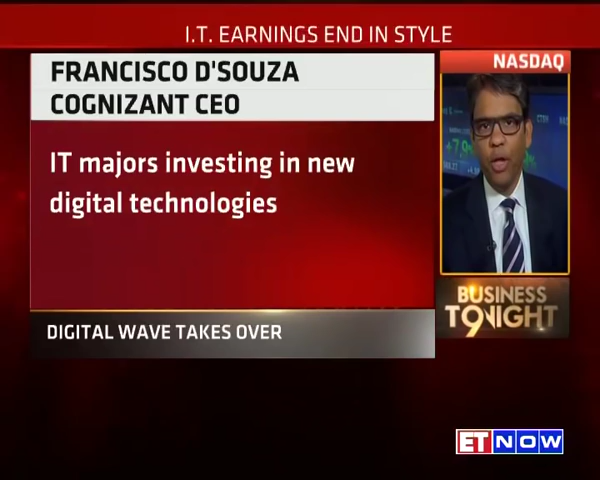 I.T. EARNINGS END IN STYLE
FRANCISCO D'SOUZA
COGNIZANT CEO
NASDAQ
IT majors investing in new
digital technologies
DIGITAL WAVE TAKES OVER
BUSINESS
T9NIGHT
ET NOW